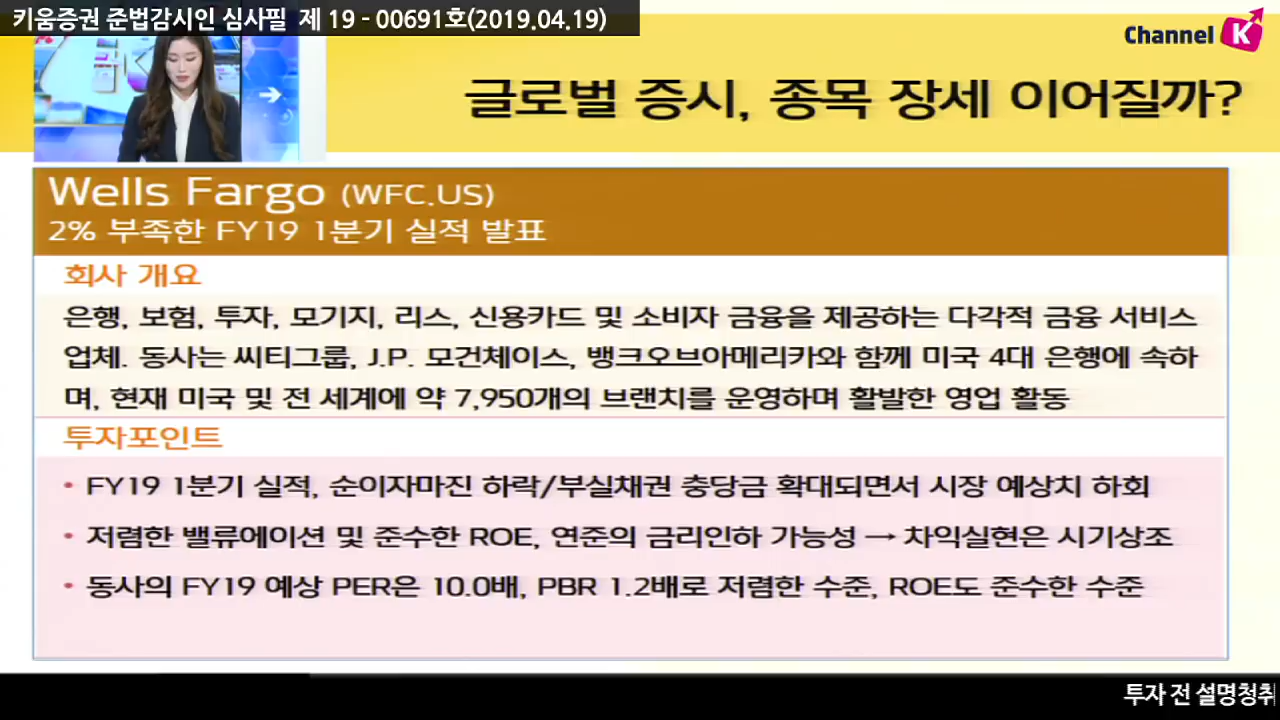 키움증권 준법감시인 심사필 제 19 - 00691호(2019.04.19)
Channel K
글로벌 증시, 종목 장세 이어질까?
Wells Fargo (WFC.US)
2% 부족한 FY19 1분기 실적 발표
회사 개요
은행, 보험, 투자, 모기지, 리스, 신용카드 및 소비자 금융을 제공하는 다각적 금융 서비스
업체. 동사는 씨티그룹, J.P. 모건체이스, 뱅크오브아메리카와 함께 미국 4대 은행에 속하
며, 현재 미국 및 전 세계에 약 7,950개의 브랜치를 운영하며 활발한 영업 활동
투자포인트
• FY19 1분기 실적, 순이자마진 하락/부실채권 충당금 확대되면서 시장 예상치 하회
• 저렴한 밸류에이션 및 준수한 ROE, 연준의 금리인하 가능성 → 차익실현은 시기상조
• 동사의 FY19 예상 PER은 10.0배, PBR 1.2배로 저렴한 수준, ROE도 준수한 수준
투자 전 설명청취